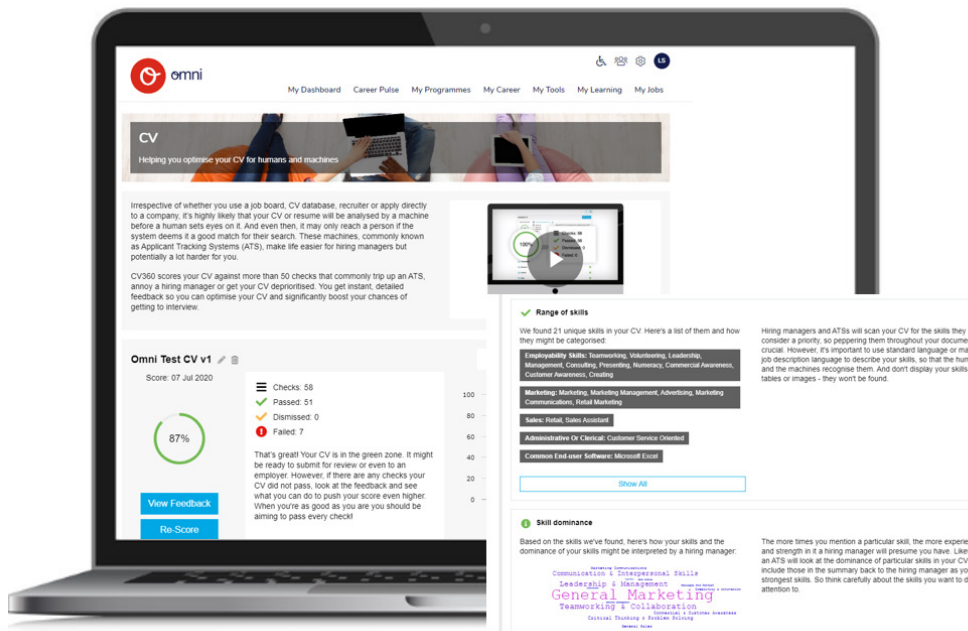 omni
LS
My Dashboard Career Pulse My Programmes My Career My Tools My Learning My Jobs
CV
Helping you optimise your CV for humans and machines
Irrespective of whether you use a job board, CV database, recruiter or apply directly
to a company, it's highly likely that your CV or resume will be analysed by a machine
before a human sets eyes on it. And even then, it may only reach a person if the
system deems it a good match for their search. These machines, commonly known
as Applicant Tracking Systems (ATS), make life easier for hiring managers but
potentially a lot harder for you.
CV360 scores your CV against more than 50 checks that commonly trip up an ATS,
annoy a hiring manager or get your CV deprioritised. You get instant, detailed
feedback so you can optimise your CV and significantly boost your chances of
getting to interview.
100%
Checks: 58
Passed: 58
Dismissed: 0
Failed: 0
Omni Test CV v1
Score: 07 Jul 2020
87%
View Feedback
Re-Score
Checks: 58
Passed: 51
Dismissed: 0
Failed: 7
That's great! Your CV is in the green zone. It might
be ready to submit for review or even to an
employer. However, if there are any checks your
CV did not pass, look at the feedback and see
what you can do to push your score even higher.
When you're as good as you are you should be
aiming to pass every check!
100
80
60
40
20
0
Range of skills
We found 21 unique skills in your CV. Here's a list of them and how
they might be categorised:
Employability Skills: Teamworking, Volunteering, Leadership,
Management, Consulting, Presenting, Numeracy, Commercial Awareness,
Customer Awareness, Creating
Marketing: Marketing, Marketing Management, Advertising, Marketing
Communications, Retail Marketing
Sales: Retail, Sales Assistant
Administrative Or Clerical: Customer Service Oriented
Common End-user Software: Microsoft Excel
Show All
Hiring managers and ATSs will scan your CV for the skills they
consider a priority, so peppering them throughout your docume
crucial. However, it's important to use standard language or ma
job description language to describe your skills, so that the hum
and the machines recognise them. And don't display your skills
tables or images - they won't be found.
Skill dominance
Based on the skills we've found, here's how your skills and the
dominance of your skills might be interpreted by a hiring manager:
Marketing Communications
Communication & Interpersonal Skills
Leadership & Management
General Marketing
Teamworking & Collaboration
Commercial & Customer Awareness
Critical Thinking & Problem Solving
General Sales
The more times you mention a particular skill, the more experie
and strength in it a hiring manager will presume you have. Like
an ATS will look at the dominance of particular skills in your CV
include those in the summary back to the hiring manager as yo
strongest skills. So think carefully about the skills you want to d
attention to.